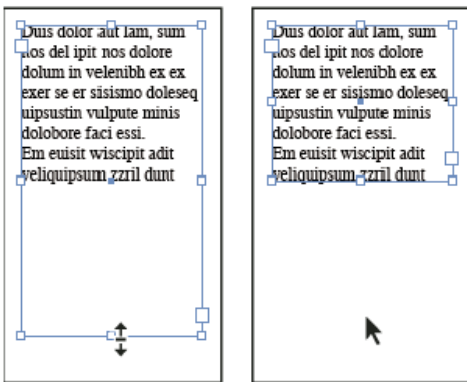 Duis dolor aut lam, sum
nos del ipit nos dolore
dolum in velenibh ex ex
exer se er sisismo doleseq
uipsustin vulpute minis
dolobore faci essi.
Em euisit wiscipit adit
veliquipsum zzril dunt
Duis dolor aut lam, sum
nos del ipit nos dolore
dolum in velenibh ex ex
exer se er sisismo doleseq
uipsustin vulpute minis
dolobore faci essi.
Em euisit wiscipit adit
veliquipsum zzril dunt